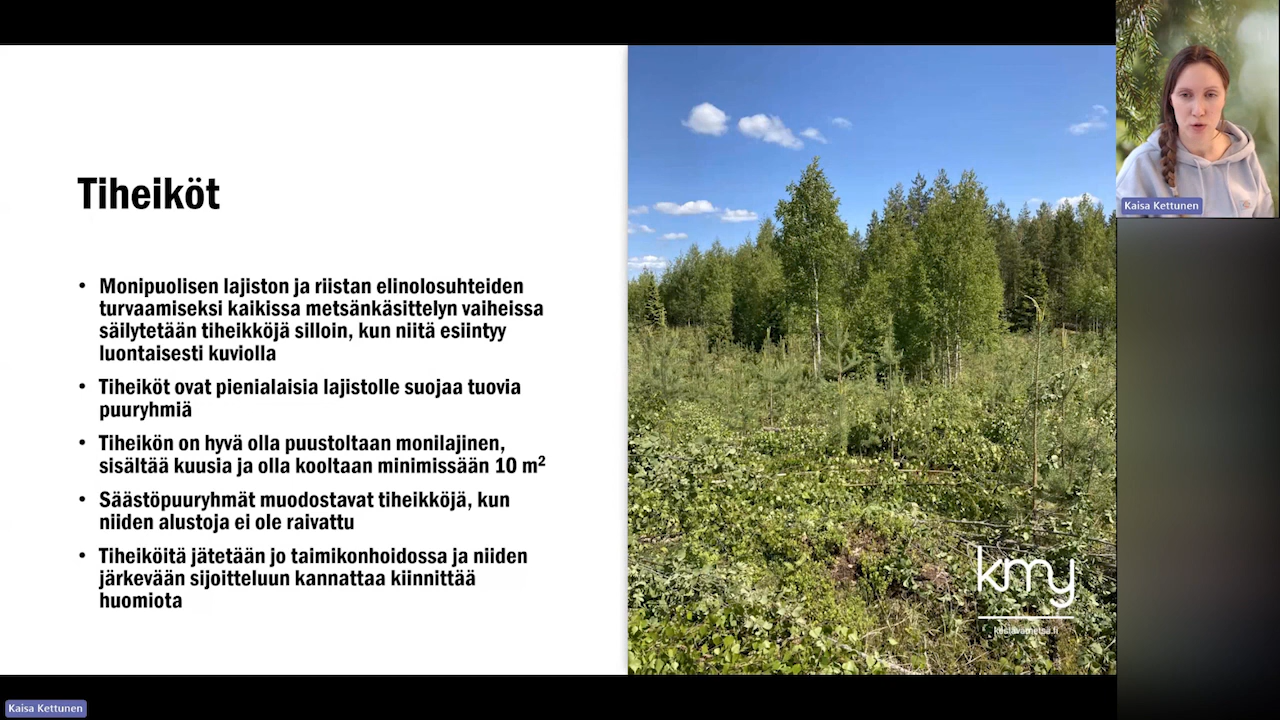 Tiheiköt
• Monipuolisen lajiston ja riistan elinolosuhteiden
turvaamiseksi kaikissa metsänkäsittelyn vaiheissa
säilytetään tiheikköjä silloin, kun niitä esiintyy
luontaisesti kuviolla
• Tiheiköt ovat pienialaisia lajistolle suojaa tuovia
puuryhmiä
• Tiheikön on hyvä olla puustoltaan monilajinen,
sisältää kuusia ja olla kooltaan minimissään 10 m²
• Säästöpuuryhmät muodostavat tiheikköjä, kun
niiden alustoja ei ole raivattu
• Tiheiköitä jätetään jo taimikonhoidossa ja niiden
järkevään sijoitteluun kannattaa kiinnittää
huomiota
kmy
kestavametsa.fi
Kaisa Kettunen
Kaisa Kettunen